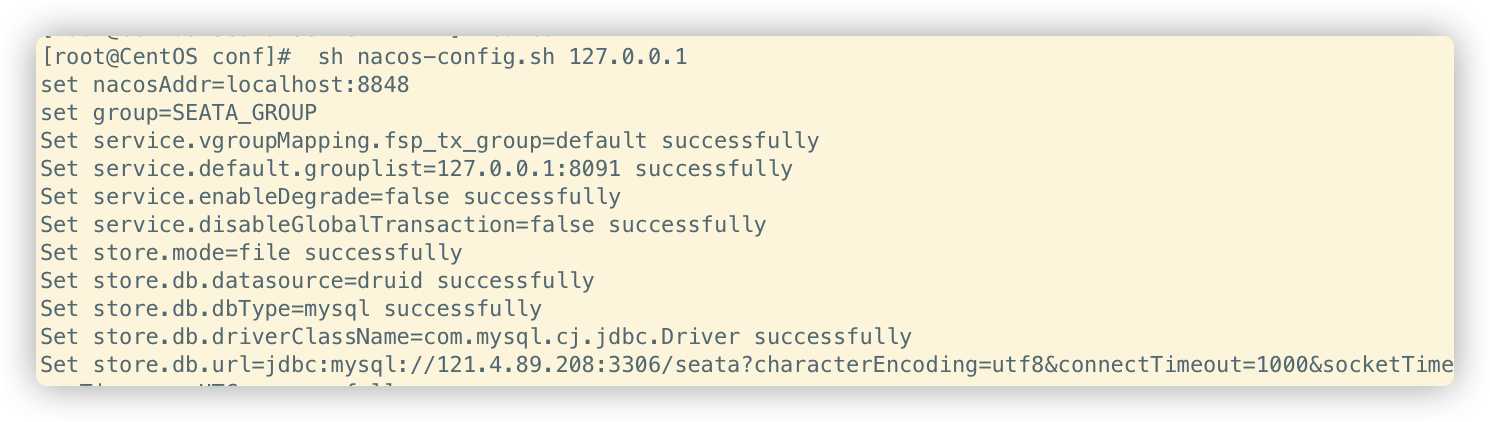 [root@CentOS conf]#  sh nacos-config.sh 127.0.0.1
set nacosAddr=localhost:8848
set group=SEATA_GROUP
Set service.vgroupMapping.fsp_tx_group=default successfully
Set service.default.grouplist=127.0.0.1:8091 successfully
Set service.enableDegrade=false successfully
Set service.disableGlobalTransaction=false successfully
Set store.mode=file successfully
Set store.db.datasource=druid successfully
Set store.db.dbType=mysql successfully
Set store.db.driverClassName=com.mysql.cj.jdbc.Driver successfully
Set store.db.url=jdbc:mysql://121.4.89.208:3306/seata?characterEncoding=utf8&connectTimeout=1000&socketTime